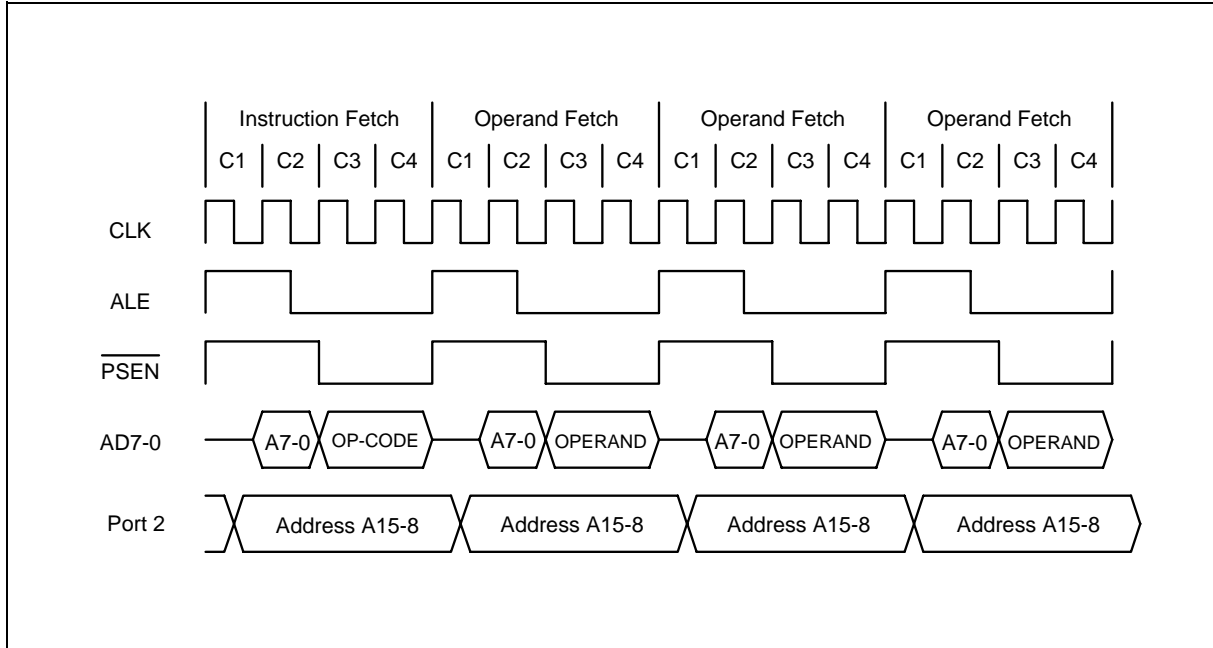 Instruction Fetch Operand Fetch Operand Fetch Operand Fetch
C1 C2 C3 C4 C1 C2 C3 C4 C1 C2 C3 C4 C1 C2 C3 C4
CLK
ALE
PSEN
AD7-0 A7-0 OP-CODE A7-0 OPERAND A7-0 OPERAND A7-0 OPERAND
Port 2 Address A15-8 Address A15-8 Address A15-8 Address A15-8